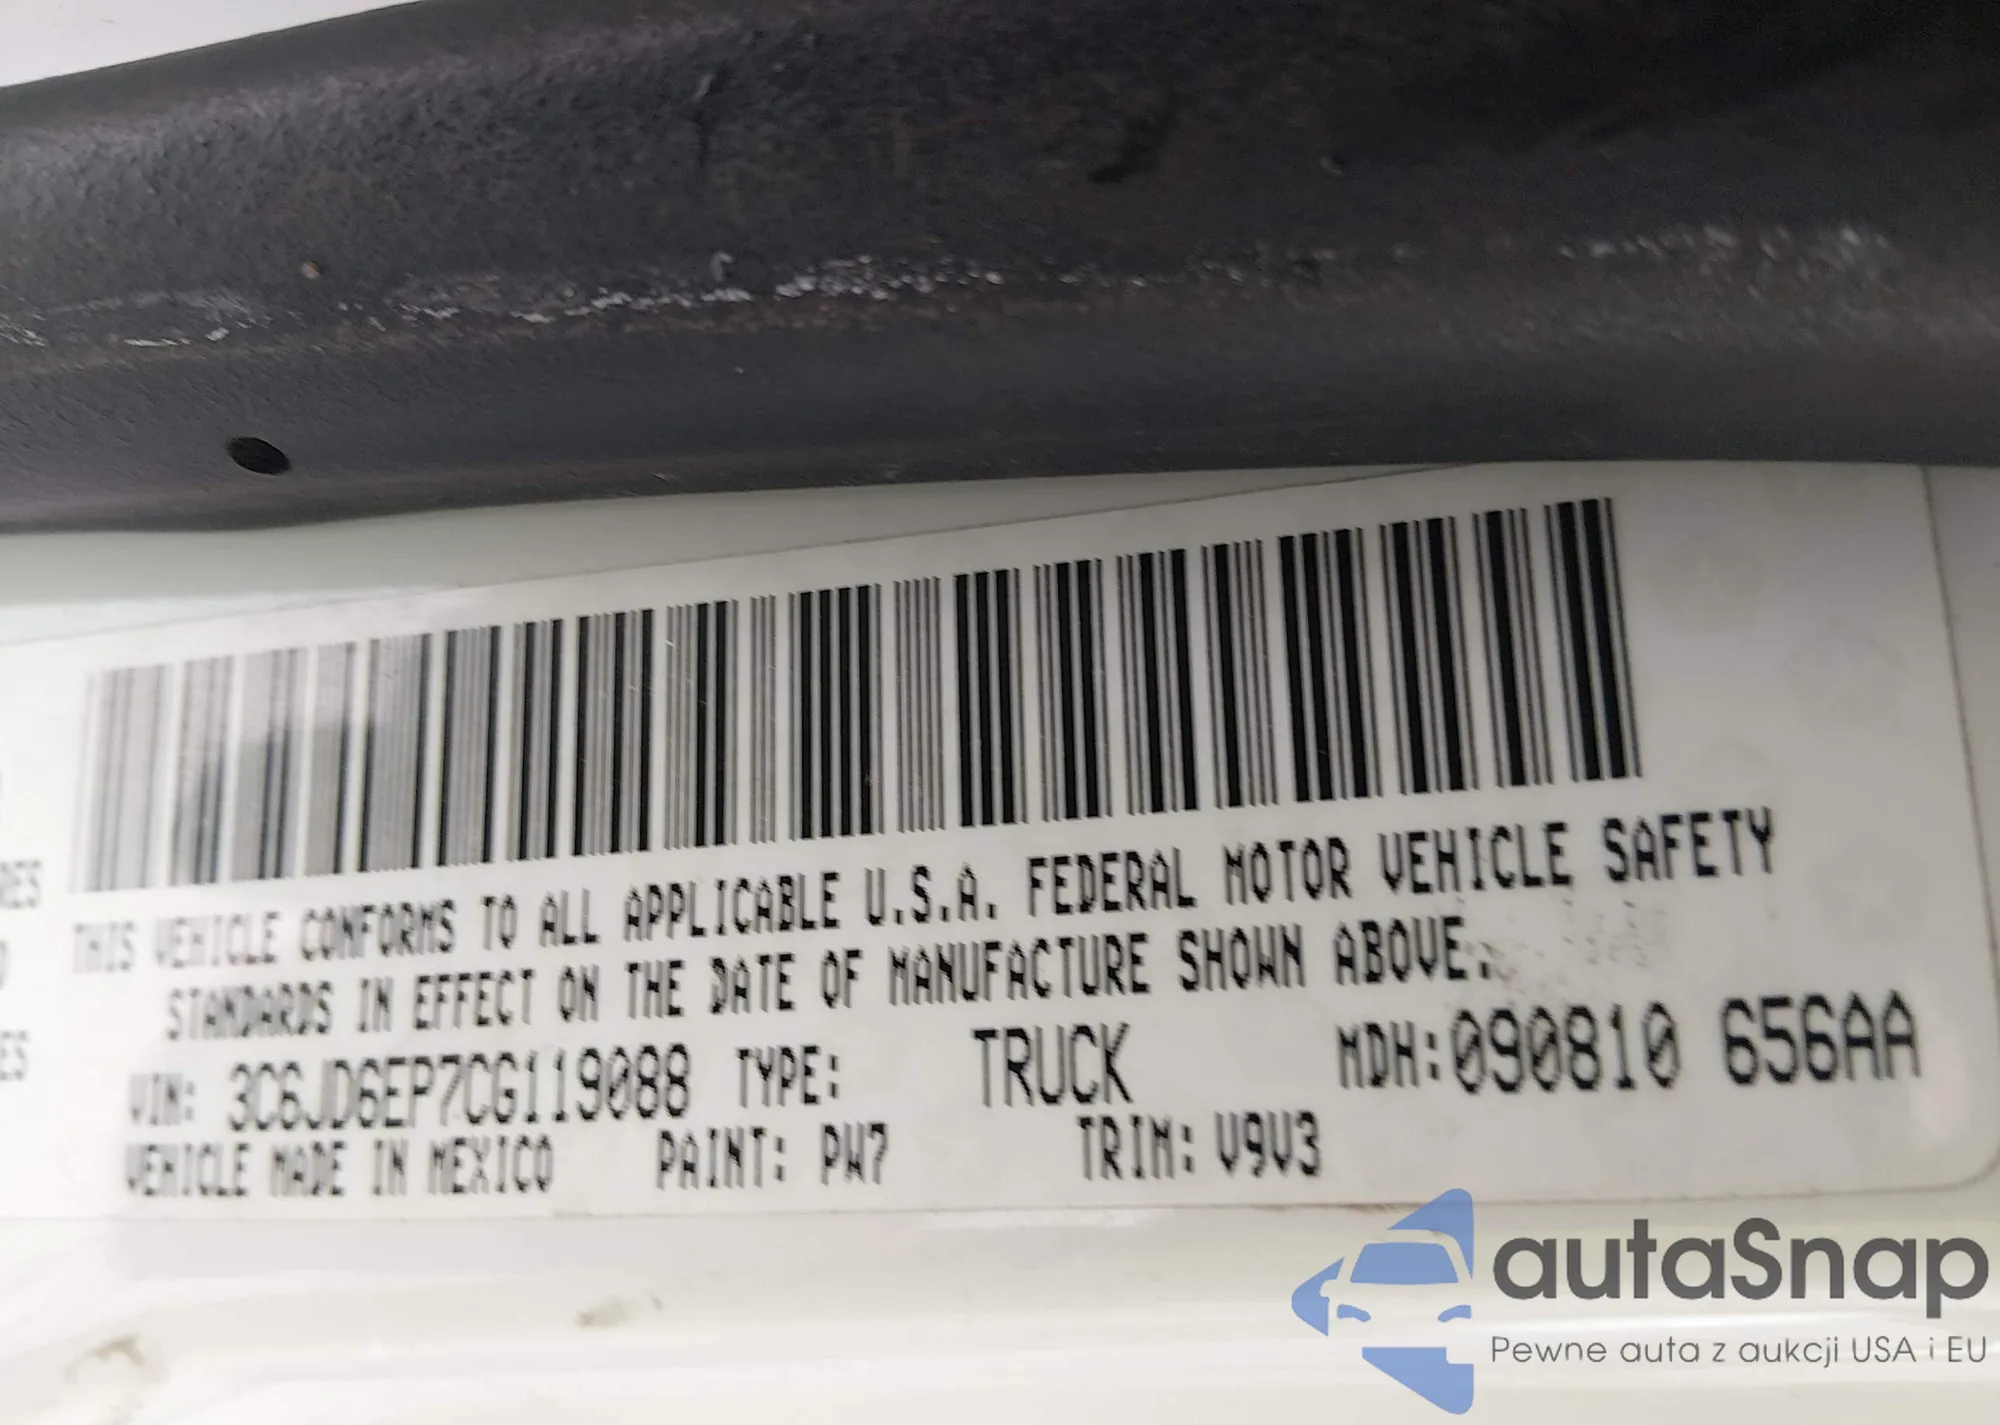 RES
ES
THIS VEHICLE CONFORMS TO ALL APPLICABLE U.S.A. FEDERAL MOTOR VEHICLE SAFETY
STANDARDS IN EFFECT ON THE DATE OF MANUFACTURE SHOWN ABOVE.
VIN: 3C6JD6EP7CG119088 TYPE: TRUCK MDH:090810 656AA
VEHICLE MADE IN MEXICO PAINT: PW7 TRIM: V9V3
autaSnap
Pewne auta z aukcji USA i EU